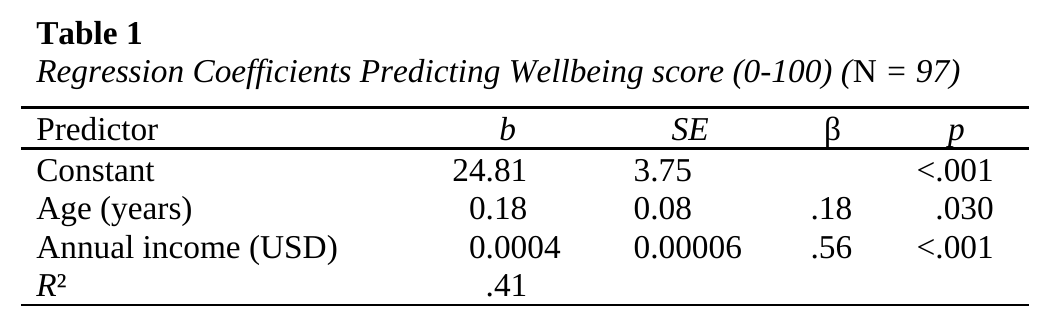 Table 1
Regression Coefficients Predicting Wellbeing score (0-100) (N = 97)
Predictor b SE β p
Constant 24.81 3.75 <.001
Age (years) 0.18 0.08 .18 .030
Annual income (USD) 0.0004 0.00006 .56 <.001
R² .41